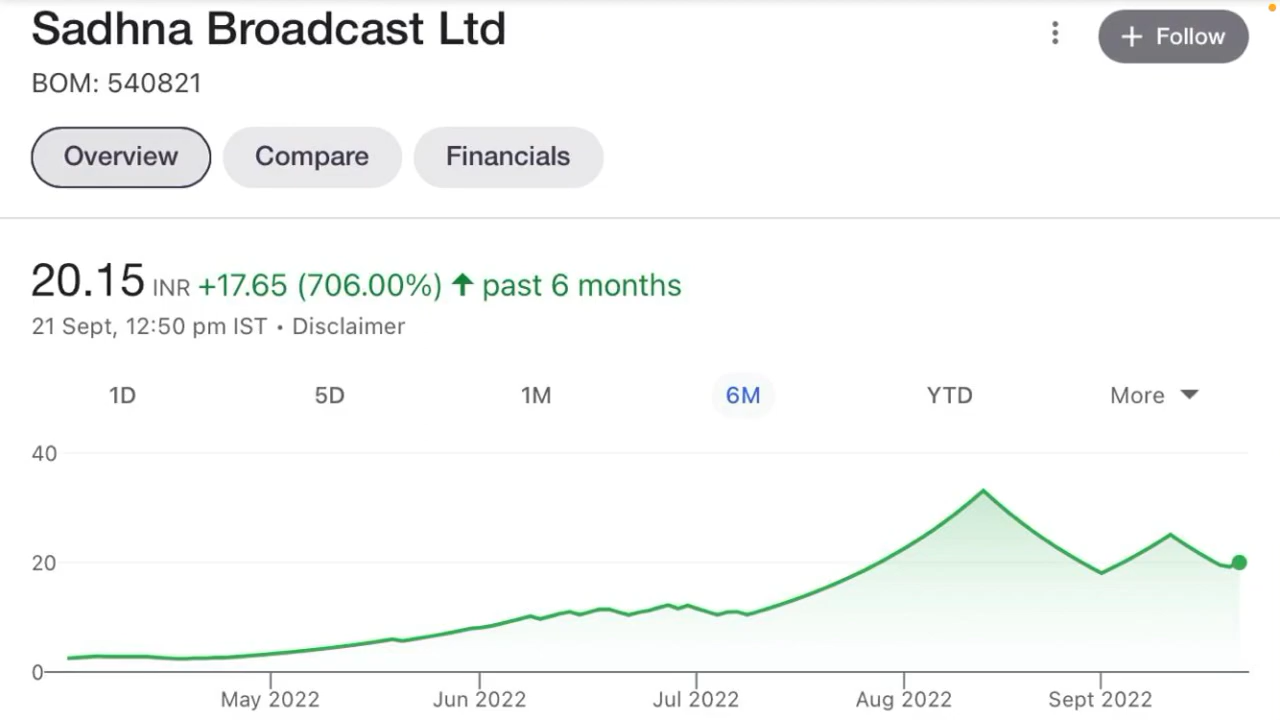 Sadhna Broadcast Ltd
+ Follow
BOM: 540821
Overview Compare Financials
20.15 INR +17.65 (706.00%) ↑ past 6 months
21 Sept, 12:50 pm IST • Disclaimer
1D 5D 1M 6M YTD More
40
20
0
May 2022 Jun 2022 Jul 2022 Aug 2022 Sept 2022